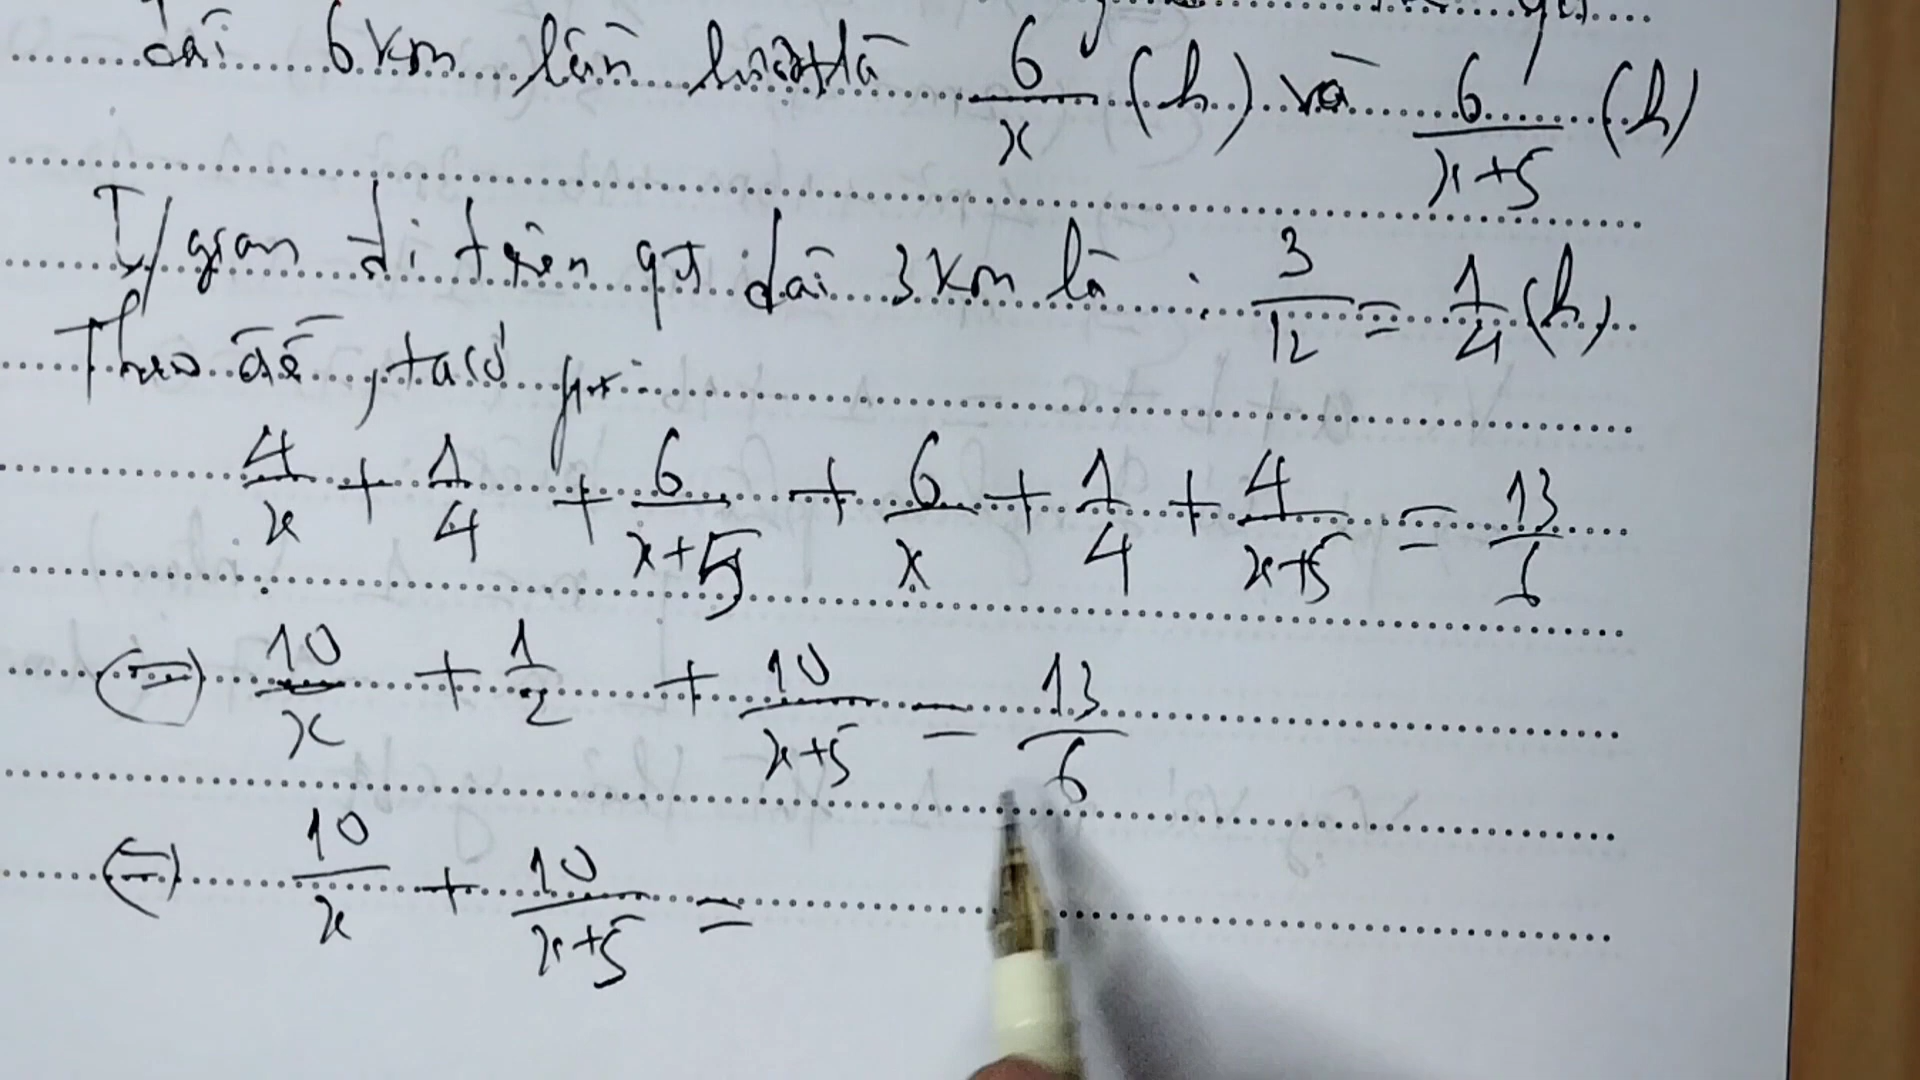 dài 6km lần lượt là 6/x (h) và 6/(x+5) (h)
T/gian đi trên qđ dài 3km là : 3/12 = 1/4 (h)
Theo đề, ta có pt:
4/x + 1/4 + 6/(x+5) + 6/x + 1/4 + 4/(x+5) = 13/6
(=) 10/x + 1/2 + 10/(x+5) = 13/6
(=) 10/x + 10/(x+5) =